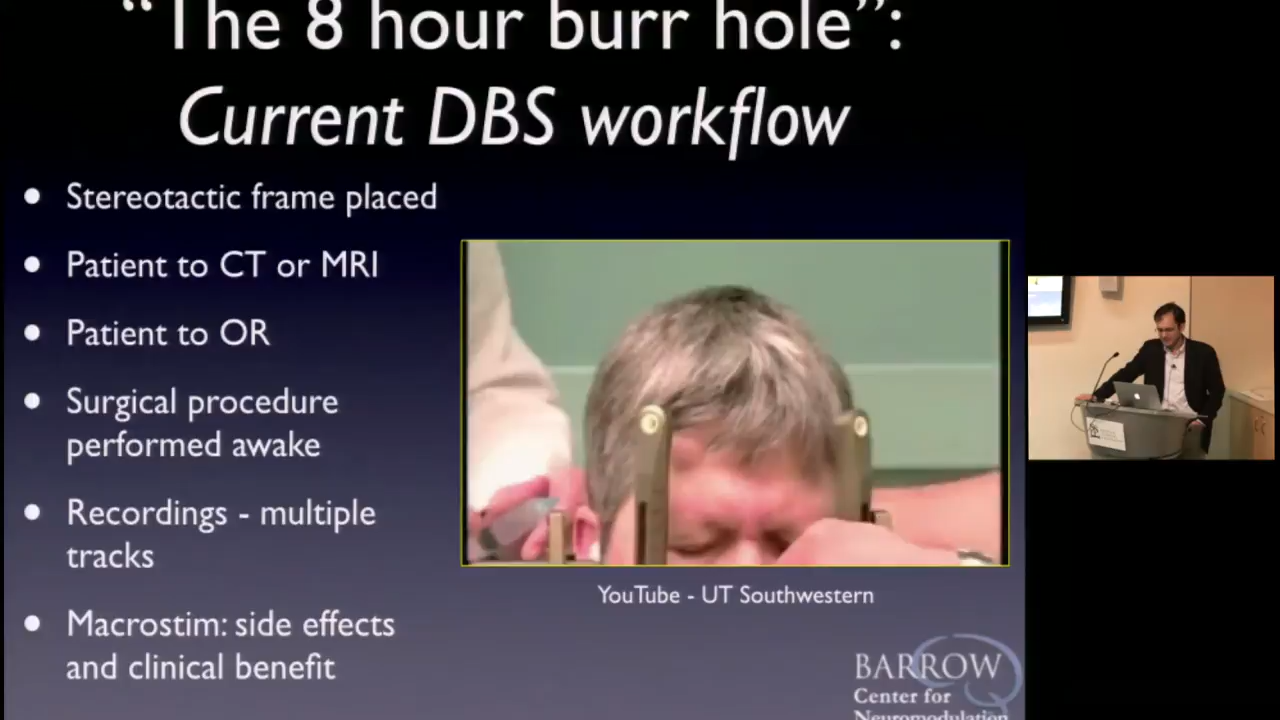 “The 8 hour burr hole”:
Current DBS workflow
• Stereotactic frame placed
• Patient to CT or MRI
• Patient to OR
• Surgical procedure
performed awake
• Recordings - multiple
tracks
• Macrostim: side effects
and clinical benefit
YouTube - UT Southwestern
BARROW
Center for
Neuromodulation